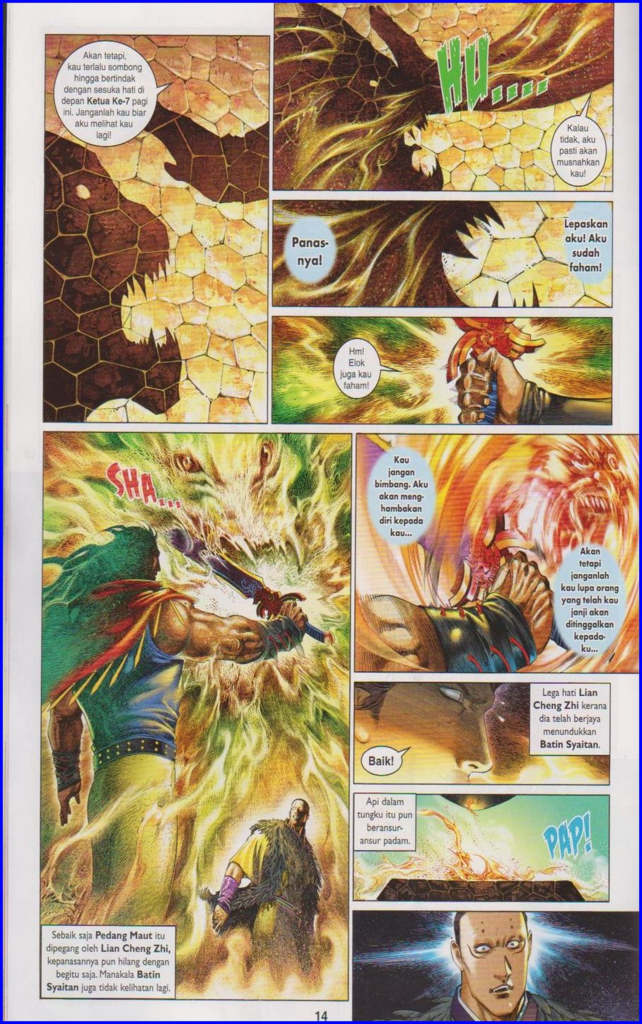 Akan tetapi,
kau terlalu sombong
hingga bertindak
dengan sesuka hati di
depan Ketua Ke-7 pagi
ini. Janganlah kau biar
aku melihat kau
lagi!
HU....
Kalau
tidak, aku
pasti akan
musnahkan
kau!
Panas-
nya!
Lepaskan
aku! Aku
sudah
faham!
Hm!
Elok
juga kau
faham!
SHA...
Kau
jangan
bimbang. Aku
akan meng-
hambakan
diri kepada
kau...
Akan
tetapi
janganlah
kau lupa orang
yang telah kau
janji akan
ditinggalkan
kepada-
ku...
Lega hati Lian
Cheng Zhi kerana
dia telah berjaya
menundukkan
Batin Syaitan.
Baik!
Api dalam
tungku itu pun
beransur-
ansur padam.
PAP!
Sebaik saja Pedang Maut itu
dipegang oleh Lian Cheng Zhi,
kepanasannya pun hilang dengan
begitu saja. Manakala Batin
Syaitan juga tidak kelihatan lagi.
14